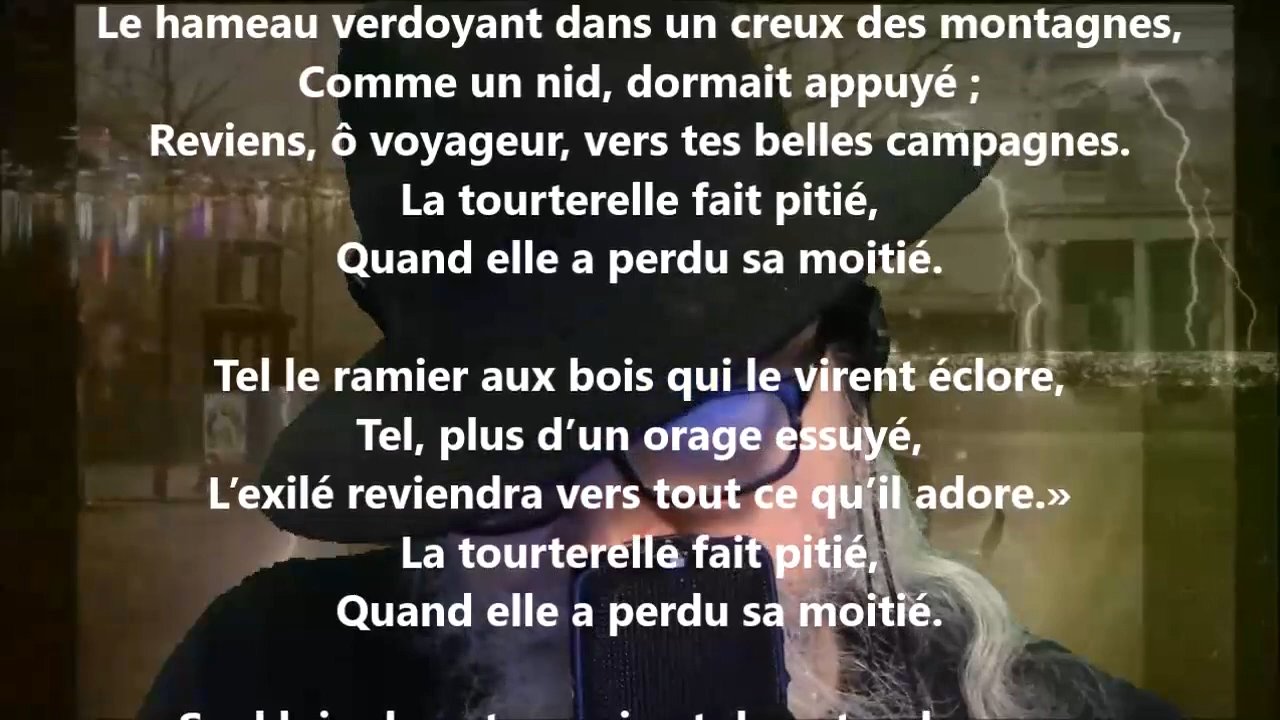 Le hameau verdoyant dans un creux des montagnes,
Comme un nid, dormait appuyé ;
Reviens, ô voyageur, vers tes belles campagnes.
La tourterelle fait pitié,
Quand elle a perdu sa moitié.
Tel le ramier aux bois qui le virent éclore,
Tel, plus d’un orage essuyé,
L’exilé reviendra vers tout ce qu’il adore.»
La tourterelle fait pitié,
Quand elle a perdu sa moitié.